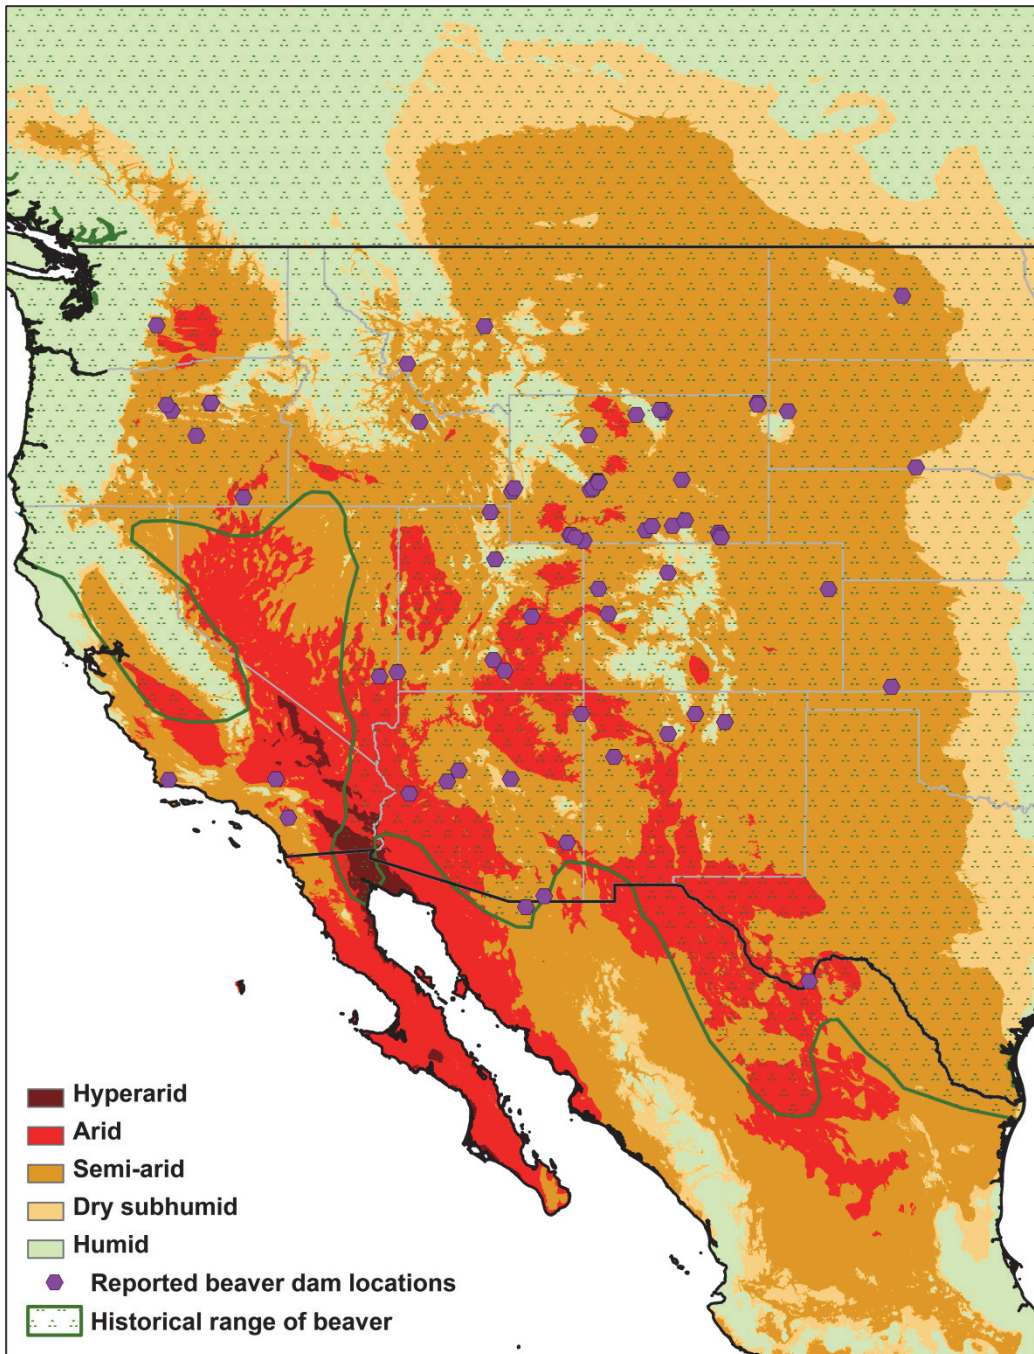 Hyperarid
Arid
Semi-arid
Dry subhumid
Humid
Reported beaver dam locations
Historical range of beaver